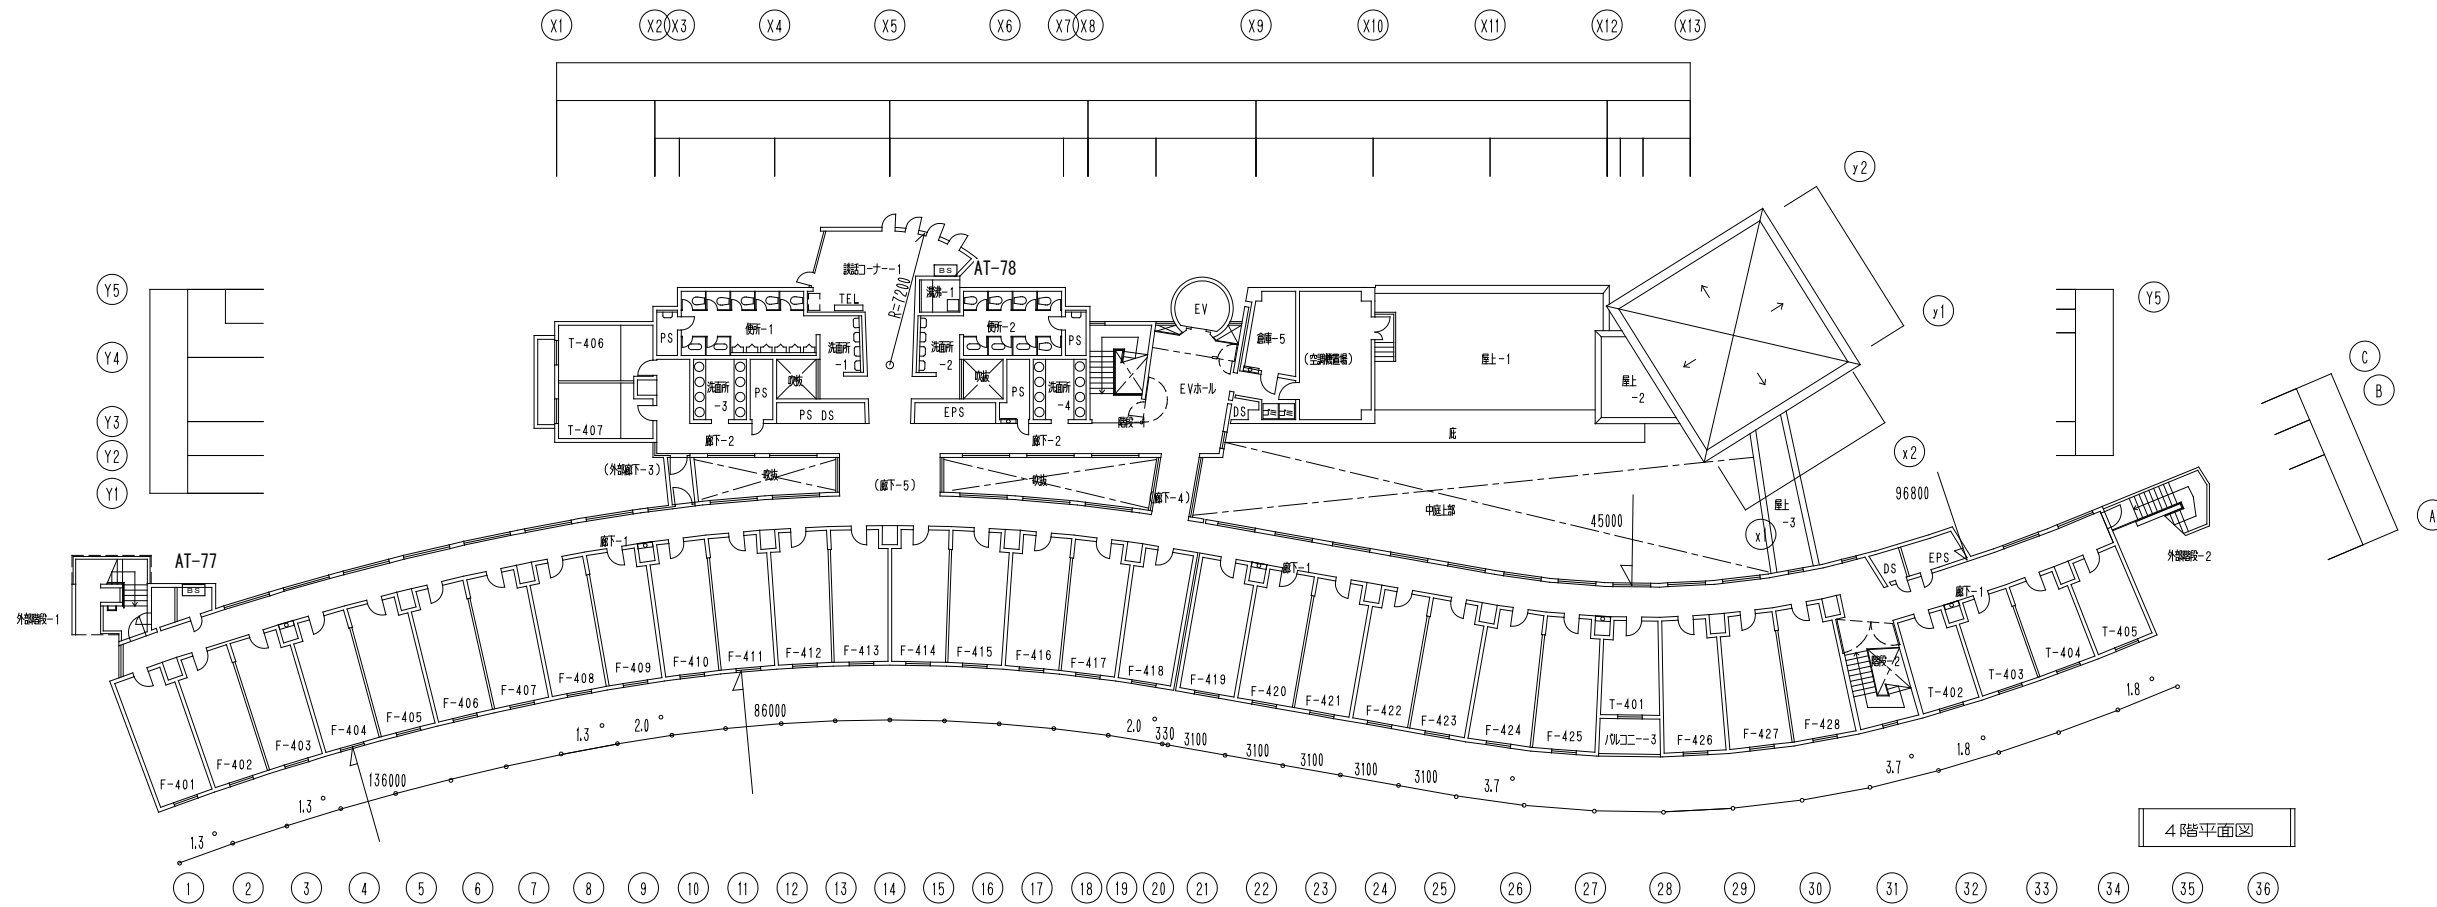 X1 X2 X3 X4 X5 X6 X7 X8 X9 X10 X11 X12 X13
y2
y1
Y5
Y4
Y3
Y2
Y1
Y5
C
B
A
x2
x1
談話コーナー-1
BS
AT-78
TEL
R=7200
湯沸-1
EV
便所-1
便所-2
PS
PS
T-406
T-407
洗面所
-1
洗面所
-2
洗面所
-3
洗面所
-4
吹抜
吹抜
PS
PS
PS DS
EPS
倉庫-5
(空調機置場)
屋上-1
屋上
-2
屋上
-3
EVホール
DS
ゴミ
ゴミ
階段-1
廊下-2
廊下-2
庇
(外部廊下-3)
吹抜
(廊下-5)
吹抜
(廊下-4)
中庭上部
45000
96800
AT-77
BS
外部階段-1
外部階段-2
廊下-1
廊下-1
廊下-1
DS
EPS
階段-2
F-401
F-402
F-403
F-404
F-405
F-406
F-407
F-408
F-409
F-410
F-411
F-412
F-413
F-414
F-415
F-416
F-417
F-418
F-419
F-420
F-421
F-422
F-423
F-424
F-425
T-401
バルコニー-3
F-426
F-427
F-428
T-402
T-403
T-404
T-405
1.3°
1.3°
136000
1.3°
2.0°
86000
2.0°
330
3100
3100
3100
3100
3100
3.7°
3.7°
1.8°
1.8°
4階平面図
1 2 3 4 5 6 7 8 9 10 11 12 13 14 15 16 17 18 19 20 21 22 23 24 25 26 27 28 29 30 31 32 33 34 35 36